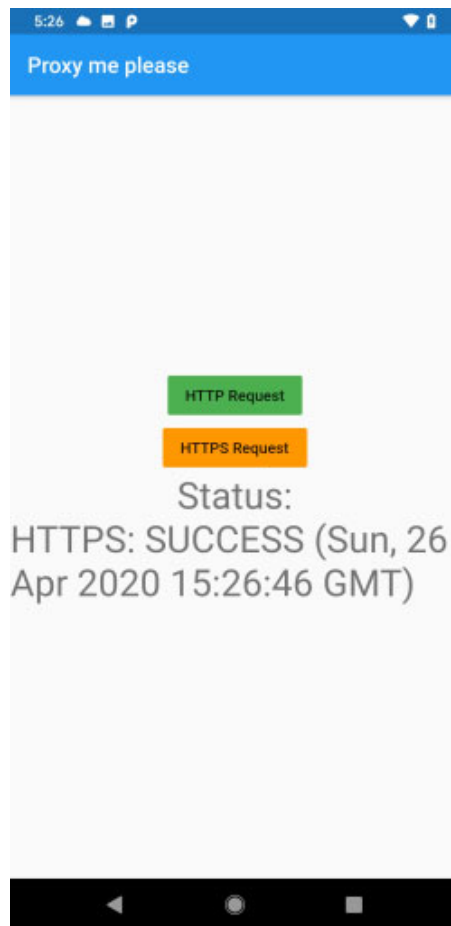 5:26
Proxy me please
HTTP Request
HTTPS Request
Status:
HTTPS: SUCCESS (Sun, 26
Apr 2020 15:26:46 GMT)